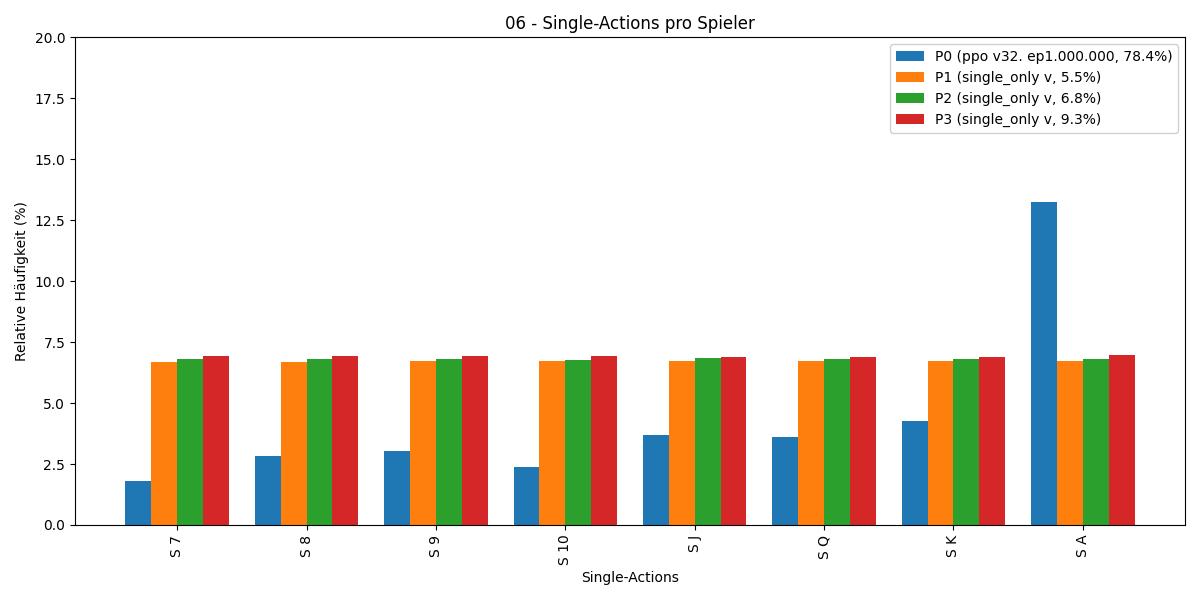 06 - Single-Actions pro Spieler
20.0
17.5
15.0
12.5
10.0
7.5
5.0
2.5
0.0
Relative Häufigkeit (%)
P0 (ppo v32. ep1.000.000, 78.4%)
P1 (single_only v, 5.5%)
P2 (single_only v, 6.8%)
P3 (single_only v, 9.3%)
S 7
S 8
S 9
S 10
S J
S Q
S K
S A
Single-Actions